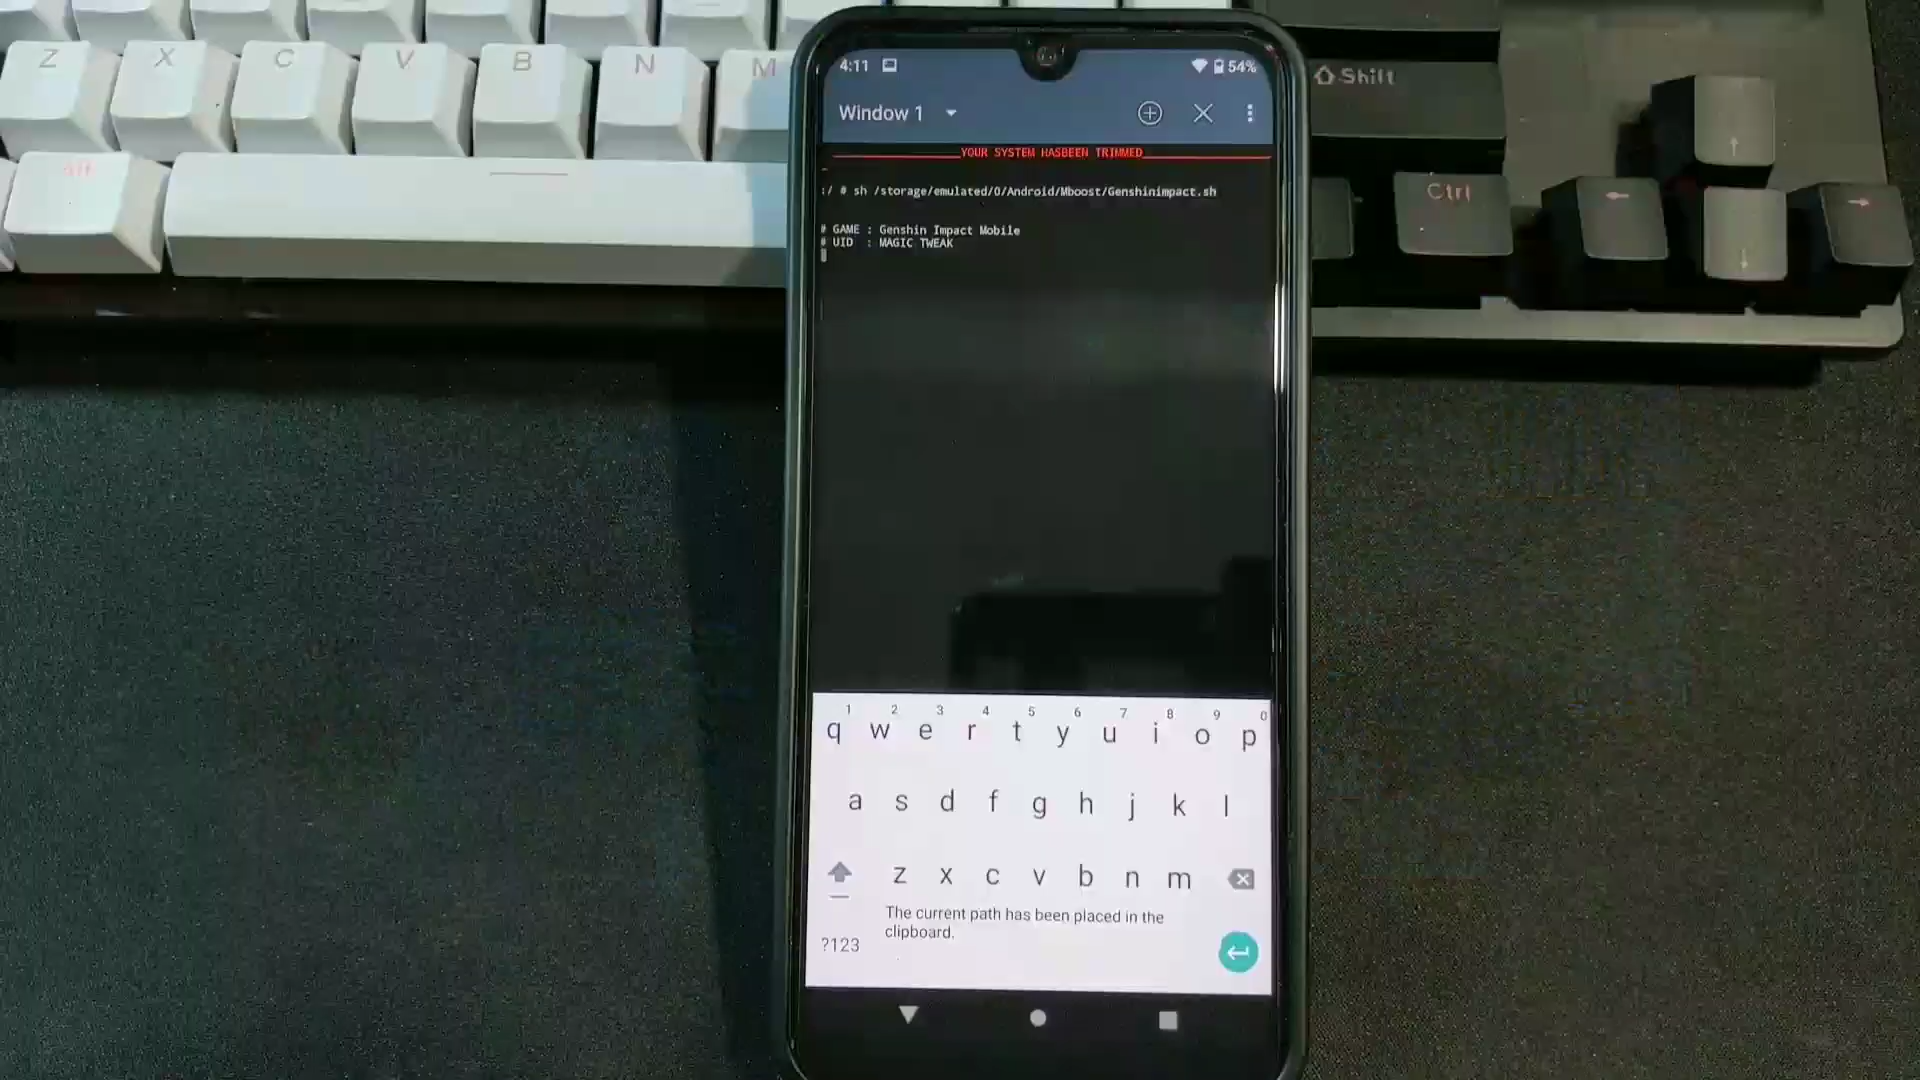 Z X C V B N M
Alt
Shift
Ctrl
4:11
54%
Window 1
YOUR SYSTEM HASBEEN TRIMMED
:/ # sh /storage/emulated/0/Android/Mboost/Genshinimpact.sh
# GAME : Genshin Impact Mobile
# UID : MAGIC TWEAK
1 2 3 4 5 6 7 8 9 0
q w e r t y u i o p
a s d f g h j k l
z x c v b n m
The current path has been placed in the
clipboard.
?123